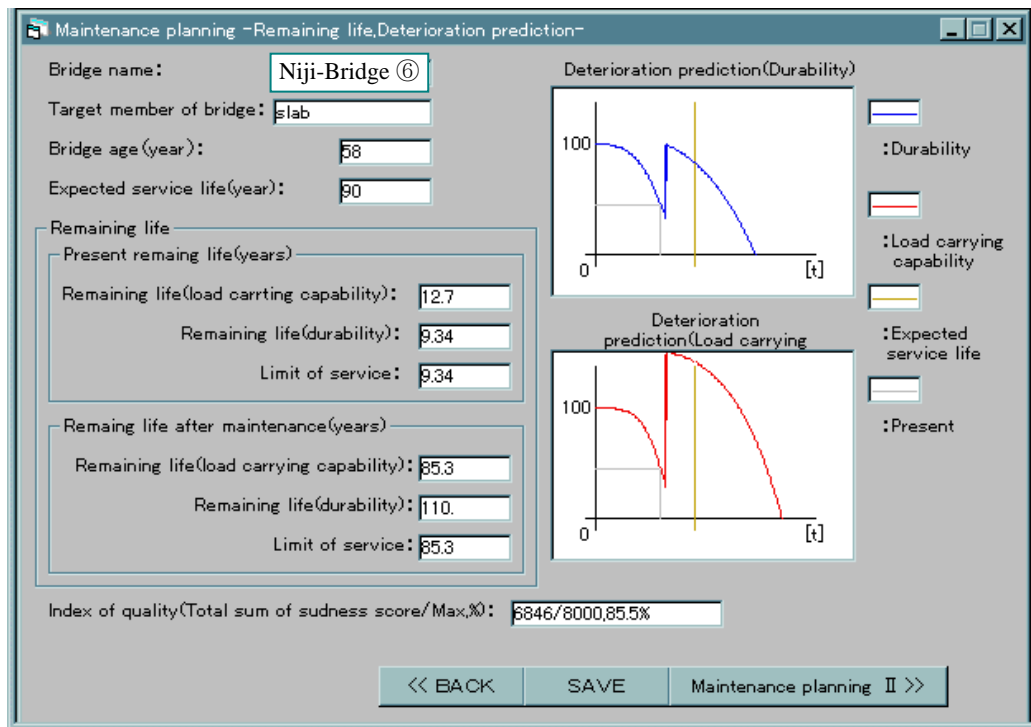 Maintenance planning -Remaining life,Deterioration prediction-
Bridge name:
Niji-Bridge ⑥
Target member of bridge:
slab
Bridge age(year):
58
Expected service life(year):
90
Remaining life
Present remaing life(years)
Remaining life(load carrting capability):
12.7
Remaining life(durability):
9.34
Limit of service:
9.34
Remaing life after maintenance(years)
Remaining life(load carrying capability):
85.3
Remaining life(durability):
110.
Limit of service:
85.3
Index of quality(Total sum of sudness score/Max,%):
6846/8000,85.5%
Deterioration prediction(Durability)
100
0
[t]
Deterioration
prediction(Load carrying
100
0
[t]
:Durability
:Load carrying
capability
:Expected
service life
:Present
<< BACK
SAVE
Maintenance planning Ⅱ >>